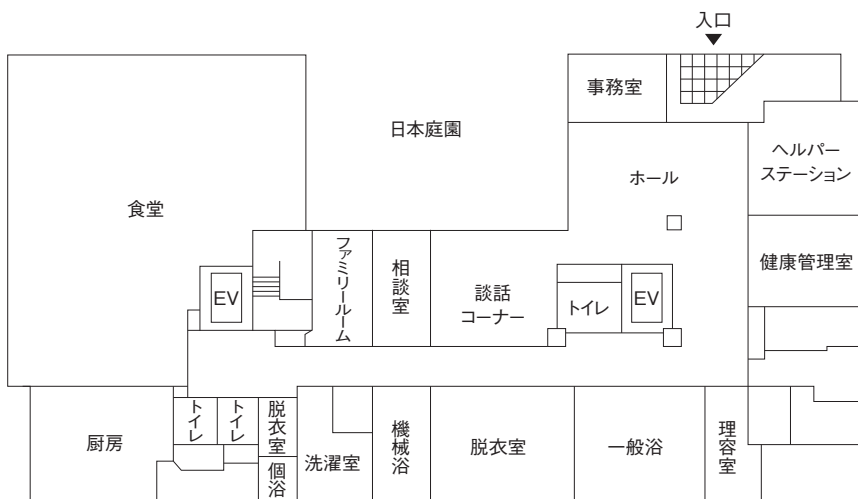 入口
事務室
日本庭園
ヘルパー
ステーション
ホール
食堂
ファミリールーム
相談室
健康管理室
談話
コーナー
EV
トイレ
EV
トイレ
トイレ
脱衣室
厨房
個浴
洗濯室
機械浴
脱衣室
一般浴
理容室